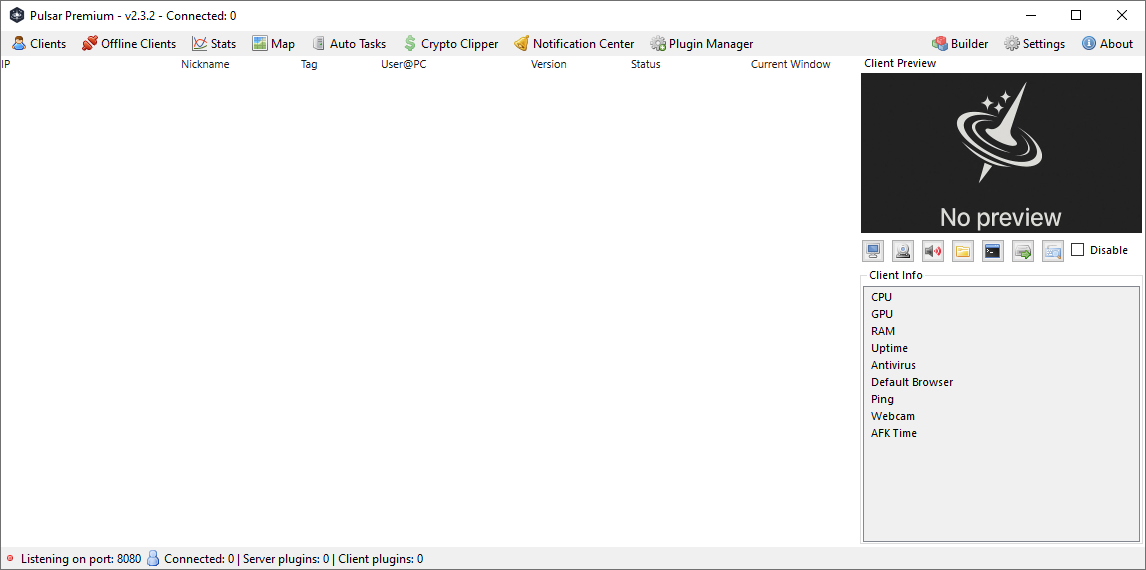 Pulsar Premium - v2.3.2 - Connected: 0
Clients Offline Clients Stats Map Auto Tasks Crypto Clipper Notification Center Plugin Manager Builder Settings About
IP Nickname Tag User@PC Version Status Current Window
Client Preview
No preview
Disable
Client Info
CPU
GPU
RAM
Uptime
Antivirus
Default Browser
Ping
Webcam
AFK Time
Listening on port: 8080 Connected: 0 | Server plugins: 0 | Client plugins: 0